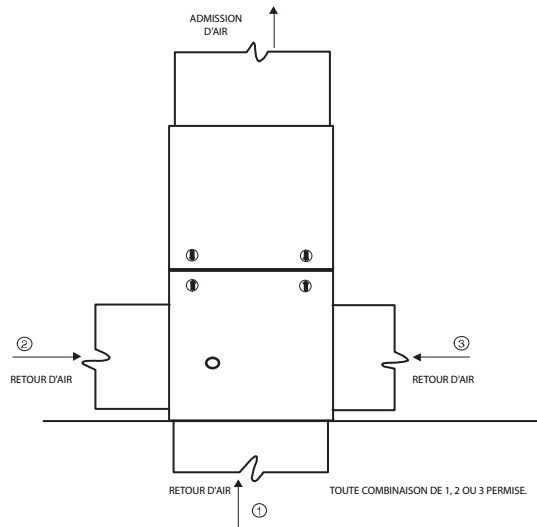 ADMISSION
D'AIR
②
RETOUR D'AIR
③
RETOUR D'AIR
RETOUR D'AIR
①
TOUTE COMBINAISON DE 1, 2 OU 3 PERMISE.